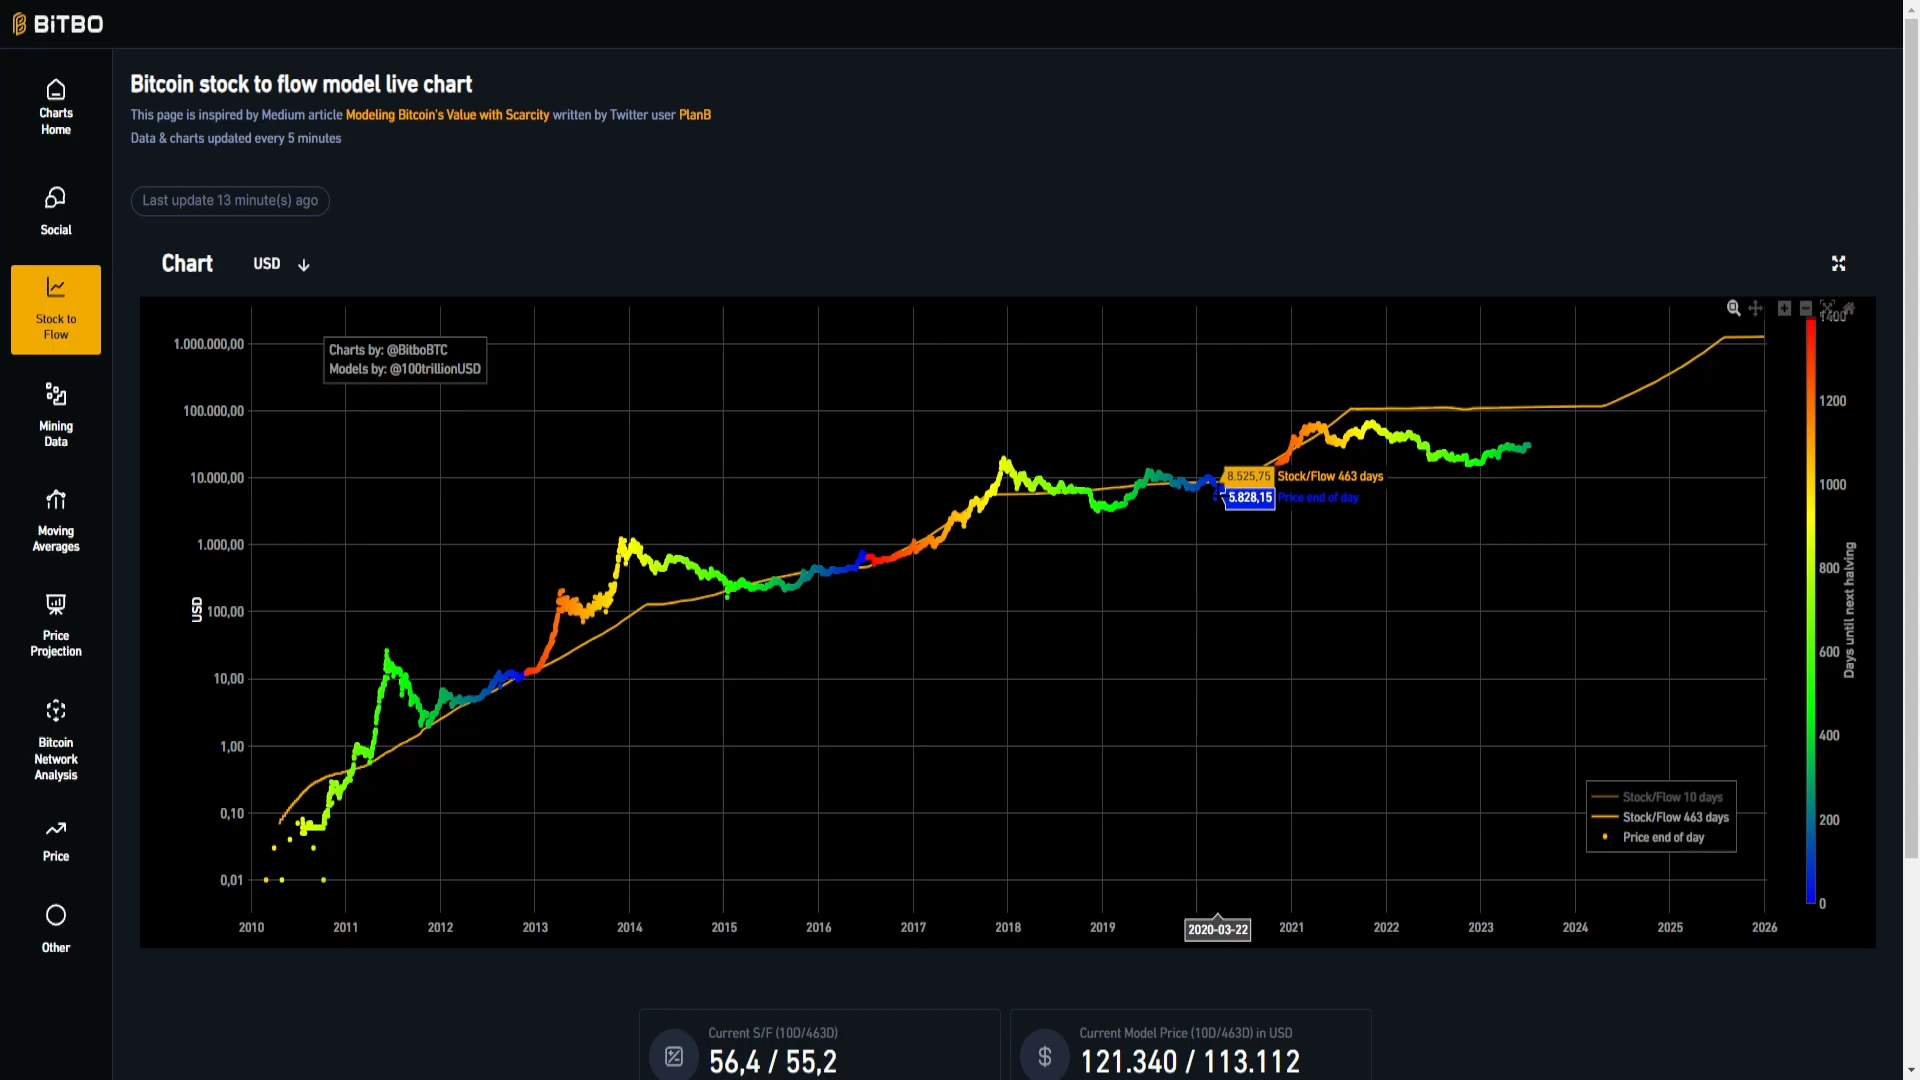 BiTBO
Charts
Home
Social
Stock to
Flow
Mining
Data
Moving
Averages
Price
Projection
Bitcoin
Network
Analysis
Price
Other
Bitcoin stock to flow model live chart
This page is inspired by Medium article Modeling Bitcoin's Value with Scarcity written by Twitter user PlanB
Data & charts updated every 5 minutes
Last update 13 minute(s) ago
Chart USD
Charts by: @BitboBTC
Models by: @100trillionUSD
1.000.000,00
100.000,00
10.000,00
1.000,00
100,00
10,00
1,00
0,10
0,01
USD
8.525,75 Stock/Flow 463 days
5.828,15 Price end of day
Stock/Flow 10 days
Stock/Flow 463 days
Price end of day
1400
1200
1000
800
600
400
200
0
Days until next halving
2010 2011 2012 2013 2014 2015 2016 2017 2018 2019 2020-03-22 2021 2022 2023 2024 2025 2026
Current S/F (10D/463D)
56,4 / 55,2
Current Model Price (10D/463D) in USD
121.340 / 113.112